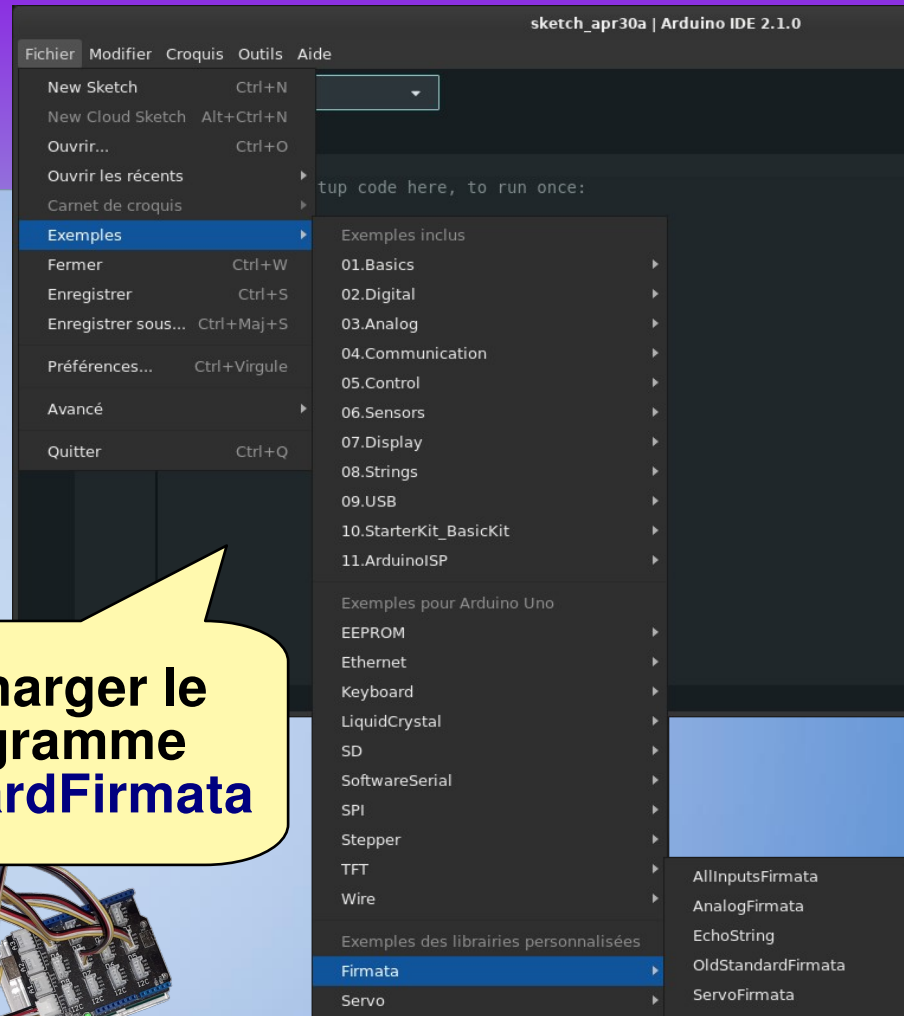 sketch_apr30a | Arduino IDE 2.1.0
Fichier Modifier Croquis Outils Aide
New Sketch Ctrl+N
New Cloud Sketch Alt+Ctrl+N
Ouvrir... Ctrl+O
Ouvrir les récents
Carnet de croquis
Exemples
Fermer Ctrl+W
Enregistrer Ctrl+S
Enregistrer sous... Ctrl+Maj+S
Préférences... Ctrl+Virgule
Avancé
Quitter Ctrl+Q
tup code here, to run once:
Exemples inclus
01.Basics
02.Digital
03.Analog
04.Communication
05.Control
06.Sensors
07.Display
08.Strings
09.USB
10.StarterKit_BasicKit
11.ArduinoISP
Exemples pour Arduino Uno
EEPROM
Ethernet
Keyboard
LiquidCrystal
SD
SoftwareSerial
SPI
Stepper
TFT
Wire
Exemples des librairies personnalisées
Firmata
Servo
AllInputsFirmata
AnalogFirmata
EchoString
OldStandardFirmata
ServoFirmata
harger le
gramme
rdFirmata
I2C
I2C
I2C
I2C